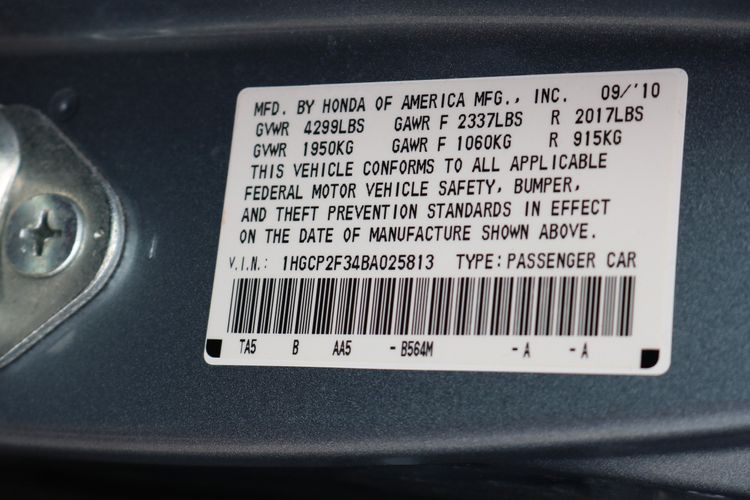 MFD. BY HONDA OF AMERICA MFG., INC. 09/'10
GVWR 4299LBS GAWR F 2337LBS R 2017LBS
GVWR 1950KG GAWR F 1060KG R 915KG
THIS VEHICLE CONFORMS TO ALL APPLICABLE
FEDERAL MOTOR VEHICLE SAFETY, BUMPER,
AND THEFT PREVENTION STANDARDS IN EFFECT
ON THE DATE OF MANUFACTURE SHOWN ABOVE.
V.I.N.: 1HGCP2F34BA025813 TYPE: PASSENGER CAR
TA5 B AA5 - B564M - A - A